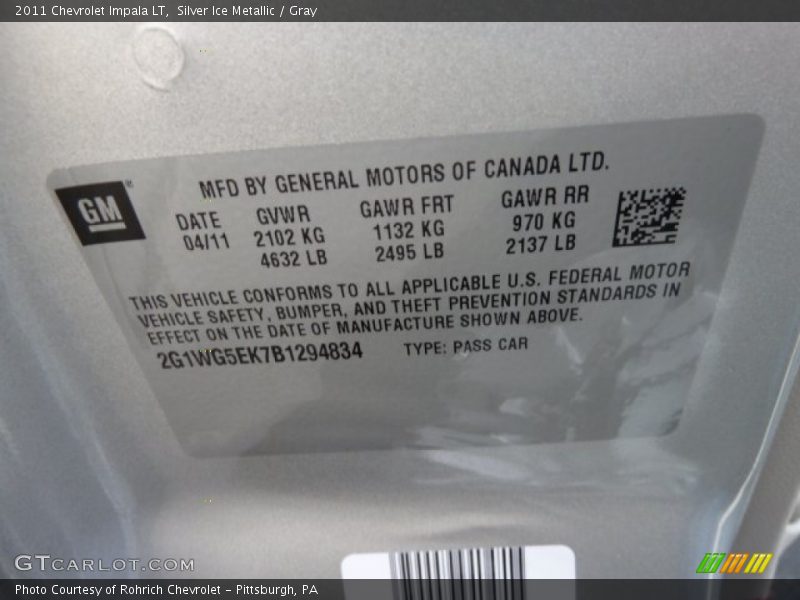 2011 Chevrolet Impala LT, Silver Ice Metallic / Gray
MFD BY GENERAL MOTORS OF CANADA LTD.
GM
DATE GVWR GAWR FRT GAWR RR
04/11 2102 KG 1132 KG 970 KG
4632 LB 2495 LB 2137 LB
THIS VEHICLE CONFORMS TO ALL APPLICABLE U.S. FEDERAL MOTOR
VEHICLE SAFETY, BUMPER, AND THEFT PREVENTION STANDARDS IN
EFFECT ON THE DATE OF MANUFACTURE SHOWN ABOVE.
2G1WG5EK7B1294834 TYPE: PASS CAR
GTCARLOT.COM
Photo Courtesy of Rohrich Chevrolet – Pittsburgh, PA